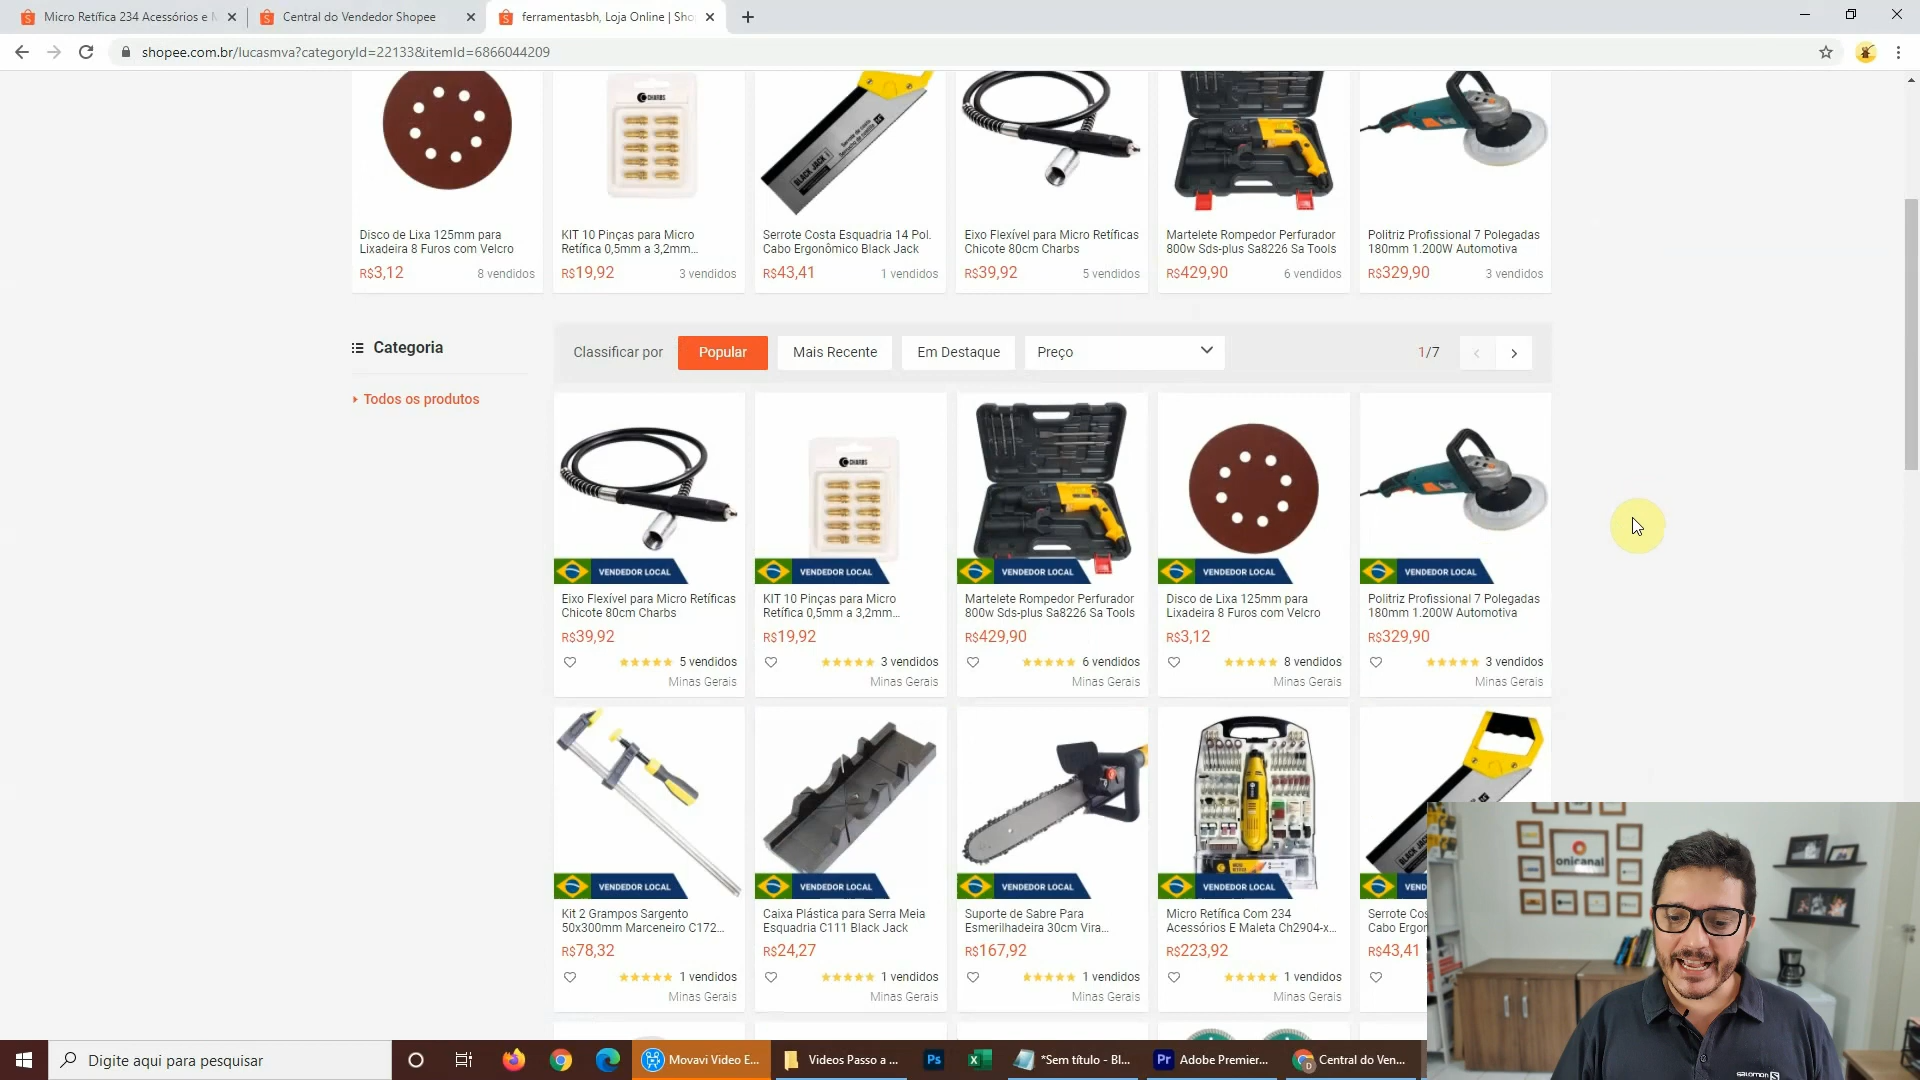 Micro Retífica 234 Acessórios e M
Central do Vendedor Shopee
ferramentasbh, Loja Online | Sho
shopee.com.br/lucasmva?categoryId=22133&itemId=6866044209
CHARBS
BLACK JACK
Disco de Lixa 125mm para
Lixadeira 8 Furos com Velcro
R$3,12
8 vendidos
KIT 10 Pinças para Micro
Retífica 0,5mm a 3,2mm...
R$19,92
3 vendidos
Serrote Costa Esquadria 14 Pol.
Cabo Ergonômico Black Jack
R$43,41
1 vendidos
Eixo Flexível para Micro Retíficas
Chicote 80cm Charbs
R$39,92
5 vendidos
Martelete Rompedor Perfurador
800w Sds-plus Sa8226 Sa Tools
R$429,90
6 vendidos
Politriz Profissional 7 Polegadas
180mm 1.200W Automotiva
R$329,90
3 vendidos
Categoria
Todos os produtos
Classificar por
Popular
Mais Recente
Em Destaque
Preço
1/7
CHARBS
VENDEDOR LOCAL
VENDEDOR LOCAL
VENDEDOR LOCAL
VENDEDOR LOCAL
VENDEDOR LOCAL
Eixo Flexível para Micro Retíficas
Chicote 80cm Charbs
R$39,92
5 vendidos
Minas Gerais
KIT 10 Pinças para Micro
Retífica 0,5mm a 3,2mm...
R$19,92
3 vendidos
Minas Gerais
Martelete Rompedor Perfurador
800w Sds-plus Sa8226 Sa Tools
R$429,90
6 vendidos
Minas Gerais
Disco de Lixa 125mm para
Lixadeira 8 Furos com Velcro
R$3,12
8 vendidos
Minas Gerais
Politriz Profissional 7 Polegadas
180mm 1.200W Automotiva
R$329,90
3 vendidos
Minas Gerais
VENDEDOR LOCAL
VENDEDOR LOCAL
VENDEDOR LOCAL
VENDEDOR LOCAL
VEND
Kit 2 Grampos Sargento
50x300mm Marceneiro C172...
R$78,32
1 vendidos
Minas Gerais
Caixa Plástica para Serra Meia
Esquadria C111 Black Jack
R$24,27
1 vendidos
Minas Gerais
Suporte de Sabre Para
Esmerilhadeira 30cm Vira...
R$167,92
1 vendidos
Minas Gerais
Micro Retífica Com 234
Acessórios E Maleta Ch2904-x...
R$223,92
1 vendidos
Minas Gerais
Serrote Cos
Cabo Ergon
R$43,41
onicanal
SALOMON
Digite aqui para pesquisar
Movavi Video E...
Videos Passo a ...
Ps
*Sem título - Bl...
Pr
Adobe Premier...
Central do Ven...